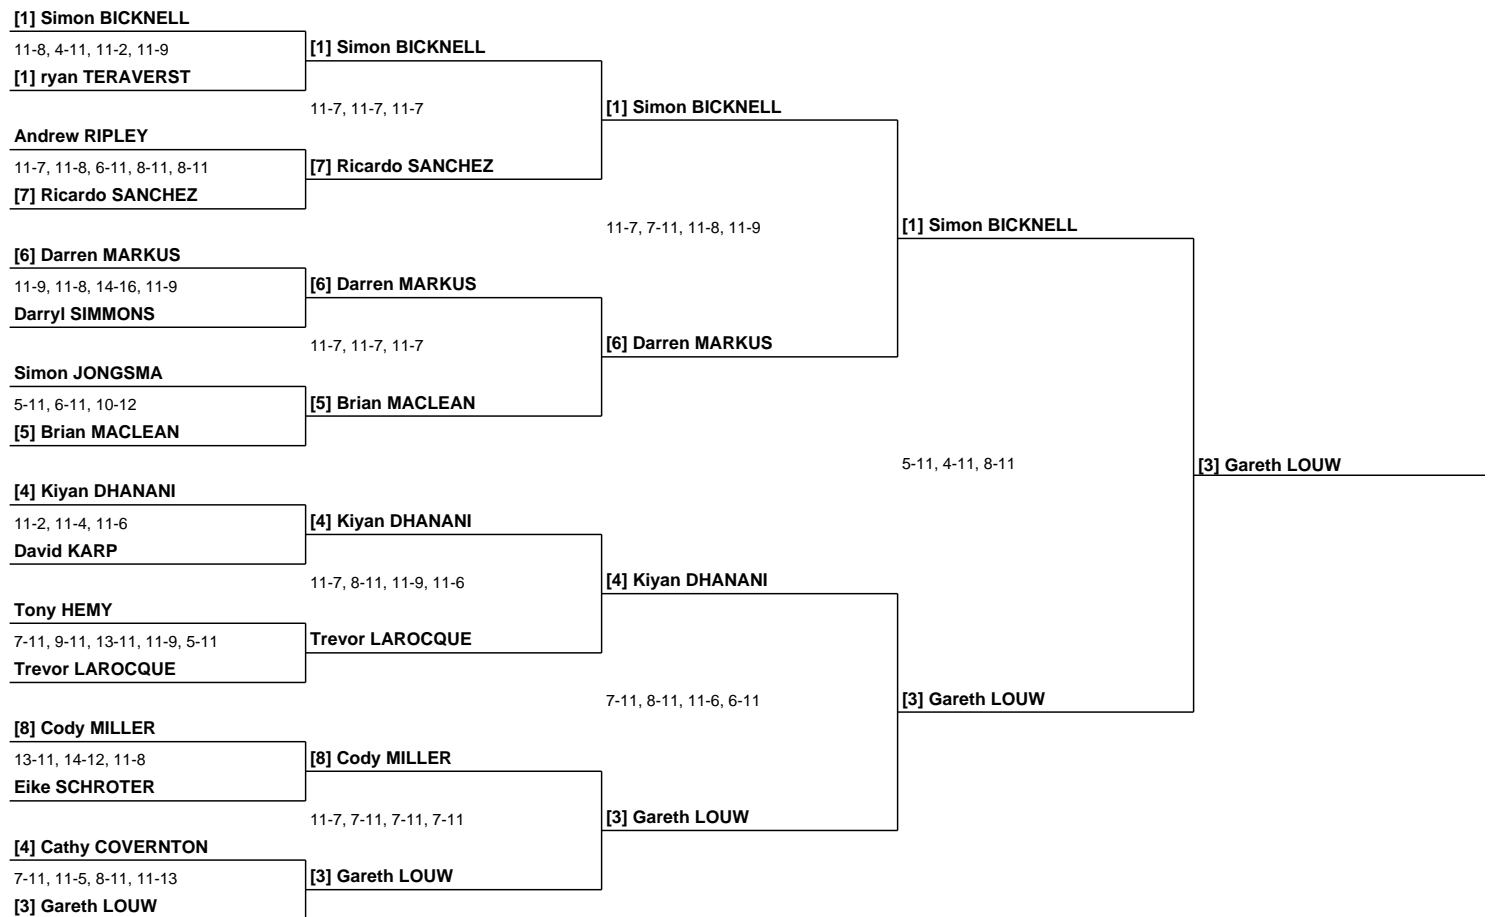 [1] Simon BICKNELL
11-8, 4-11, 11-2, 11-9
[1] ryan TERAVERST
Andrew RIPLEY
11-7, 11-8, 6-11, 8-11, 8-11
[7] Ricardo SANCHEZ
[6] Darren MARKUS
11-9, 11-8, 14-16, 11-9
Darryl SIMMONS
Simon JONGSMA
5-11, 6-11, 10-12
[5] Brian MACLEAN
[4] Kiyan DHANANI
11-2, 11-4, 11-6
David KARP
Tony HEMY
7-11, 9-11, 13-11, 11-9, 5-11
Trevor LAROCQUE
[8] Cody MILLER
13-11, 14-12, 11-8
Eike SCHROTER
[4] Cathy COVERNTON
7-11, 11-5, 8-11, 11-13
[3] Gareth LOUW
[1] Simon BICKNELL
11-7, 11-7, 11-7
[7] Ricardo SANCHEZ
[6] Darren MARKUS
11-7, 11-7, 11-7
[5] Brian MACLEAN
[4] Kiyan DHANANI
11-7, 8-11, 11-9, 11-6
Trevor LAROCQUE
[8] Cody MILLER
11-7, 7-11, 7-11, 7-11
[3] Gareth LOUW
[1] Simon BICKNELL
11-7, 7-11, 11-8, 11-9
[6] Darren MARKUS
[4] Kiyan DHANANI
7-11, 8-11, 11-6, 6-11
[3] Gareth LOUW
[1] Simon BICKNELL
5-11, 4-11, 8-11
[3] Gareth LOUW
[3] Gareth LOUW